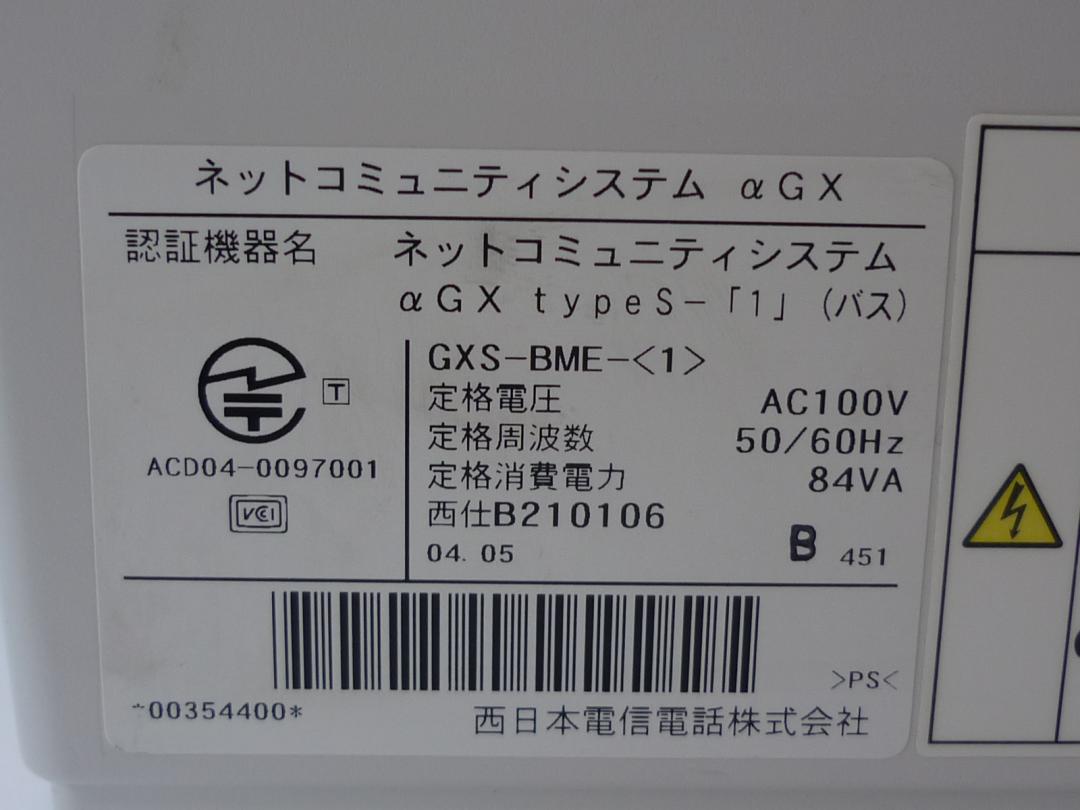 ネットコミュニティシステム αGX
認証機器名 ネットコミュニティシステム
αGX typeS-「1」(バス)
T
ACD04-0097001
VCCI
GXS-BME-<1>
定格電圧 AC100V
定格周波数 50/60Hz
定格消費電力 84VA
西仕B210106
04.05 B 451
>PS<
*00354400*
西日本電信電話株式会社